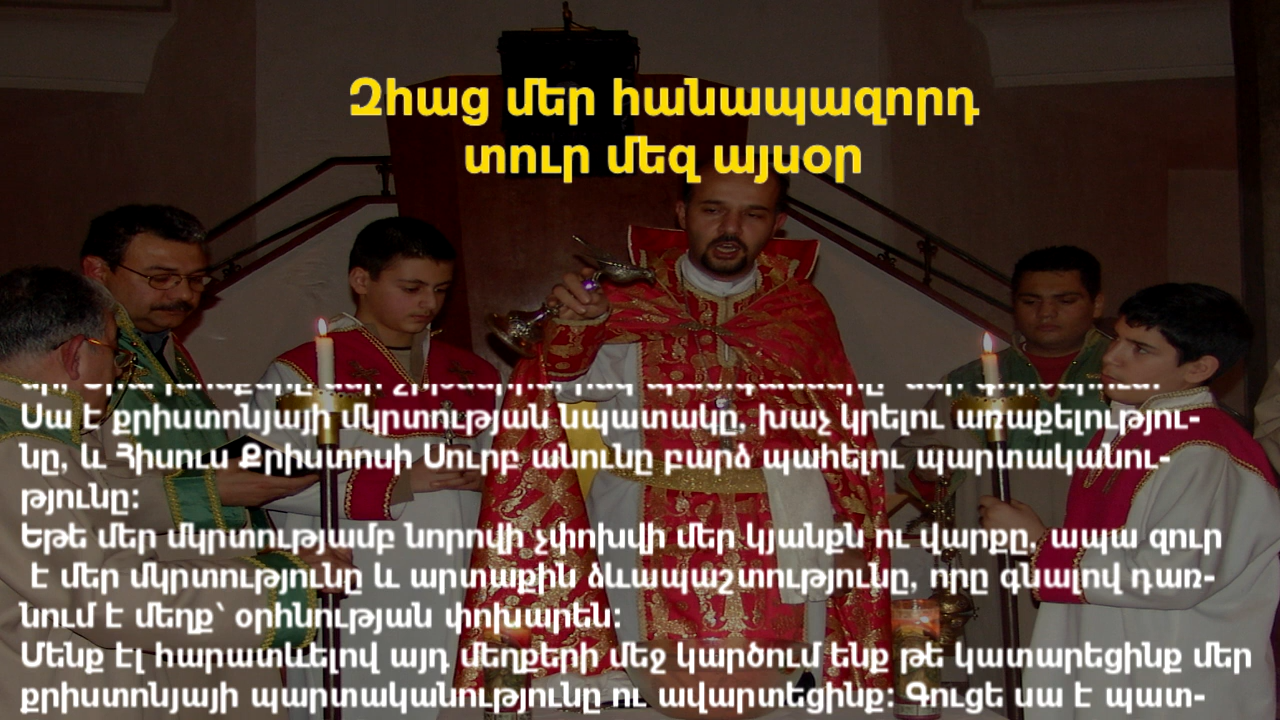 Զհաց մեր հանապազորդ
տուր մեզ այսօր
Սա է քրիստոնյայի մկրտության նպատակը, խաչ կրելու առաքելությու-
նը, և Հիսուս Քրիստոսի Սուրբ անունը բարձ պահելու պարտականու-
թյունը:
Եթե մեր մկրտությամբ նորովի չփոխվի մեր կյանքն ու վարքը, ապա զուր
է մեր մկրտությունը և արտաքին ձևապաշտությունը, որը գնալով դառ-
նում է մեղք՝ օրհնության փոխարեն:
Մենք էլ հարատևելով այդ մեղքերի մեջ կարծում ենք թե կատարեցինք մեր
քրիստոնյայի պարտականությունը ու ավարտեցինք: Գուցե սա է պատ-